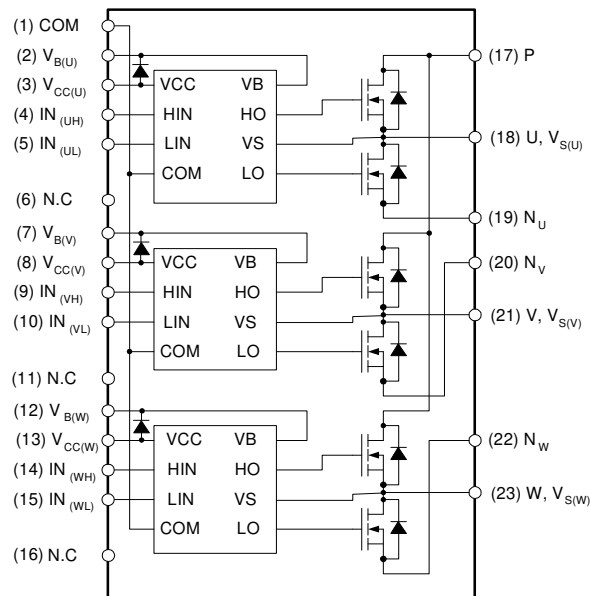 (1) COM
(2) VB(U)
(3) VCC(U)
(4) IN (UH)
(5) IN (UL)
(6) N.C
(7) VB(V)
(8) VCC(V)
(9) IN (VH)
(10) IN (VL)
(11) N.C
(12) VB(W)
(13) VCC(W)
(14) IN (WH)
(15) IN (WL)
(16) N.C
VCC VB
HIN HO
LIN VS
COM LO
VCC VB
HIN HO
LIN VS
COM LO
VCC VB
HIN HO
LIN VS
COM LO
(17) P
(18) U, VS(U)
(19) NU
(20) NV
(21) V, VS(V)
(22) NW
(23) W, VS(W)